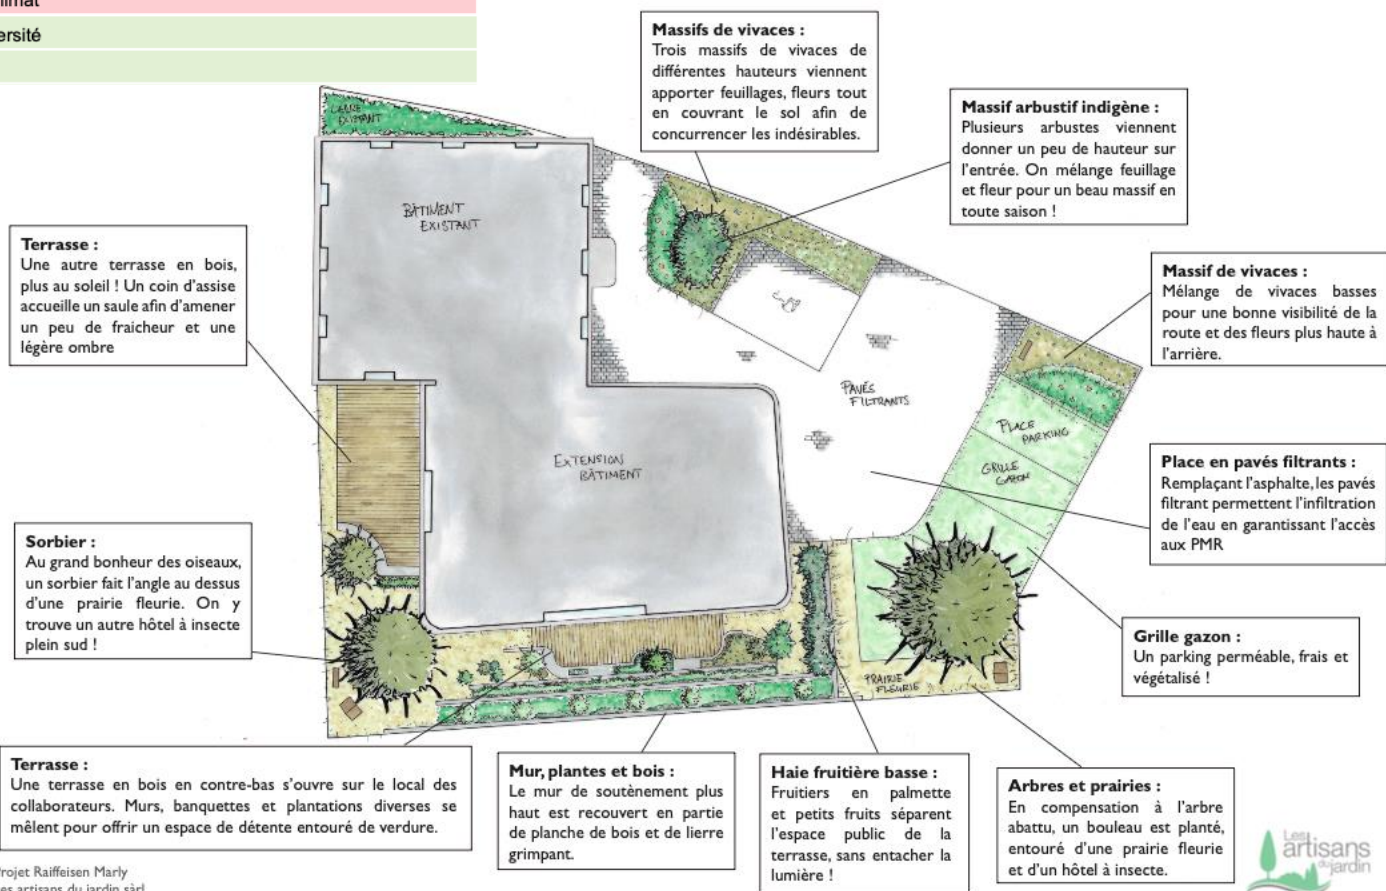 ersité
Massifs de vivaces :
Trois massifs de vivaces de
différentes hauteurs viennent
apporter feuillages, fleurs tout
en couvrant le sol afin de
concurrencer les indésirables.
Massif arbustif indigène :
Plusieurs arbustes viennent
donner un peu de hauteur sur
l'entrée. On mélange feuillage
et fleur pour un beau massif en
toute saison !
EXISTANT
BÂTIMENT
EXISTANT
Terrasse :
Une autre terrasse en bois,
plus au soleil ! Un coin d'assise
accueille un saule afin d'amener
un peu de fraicheur et une
légère ombre
Massif de vivaces :
Mélange de vivaces basses
pour une bonne visibilité de la
route et des fleurs plus haute à
l'arrière.
PAVÉS
FILTRANTS
PLACE
PARKING
GRILLE
GAZON
EXTENSION
BÂTIMENT
Place en pavés filtrants :
Remplaçant l'asphalte, les pavés
filtrant permettent l'infiltration
de l'eau en garantissant l'accès
aux PMR
Sorbier :
Au grand bonheur des oiseaux,
un sorbier fait l'angle au dessus
d'une prairie fleurie. On y
trouve un autre hôtel à insecte
plein sud !
Grille gazon :
Un parking perméable, frais et
végétalisé !
PRAIRIE
FLEURIE
Terrasse :
Une terrasse en bois en contre-bas s'ouvre sur le local des
collaborateurs. Murs, banquettes et plantations diverses se
mêlent pour offrir un espace de détente entouré de verdure.
Mur, plantes et bois :
Le mur de soutènement plus
haut est recouvert en partie
de planche de bois et de lierre
grimpant.
Haie fruitière basse :
Fruitiers en palmette
et petits fruits séparent
l'espace public de la
terrasse, sans entacher la
lumière !
Arbres et prairies :
En compensation à l'arbre
abattu, un bouleau est planté,
entouré d'une prairie fleurie
et d'un hôtel à insecte.
Les
artisans
du jardin
rojet Raiffeisen Marly
es artisans du jardin sàrl